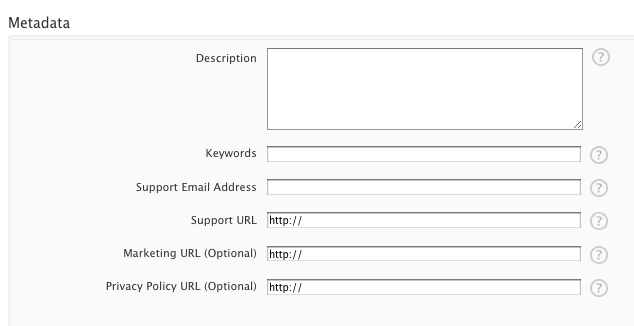 Metadata
Description ?
Keywords ?
Support Email Address ?
Support URL http:// ?
Marketing URL (Optional) http:// ?
Privacy Policy URL (Optional) http:// ?